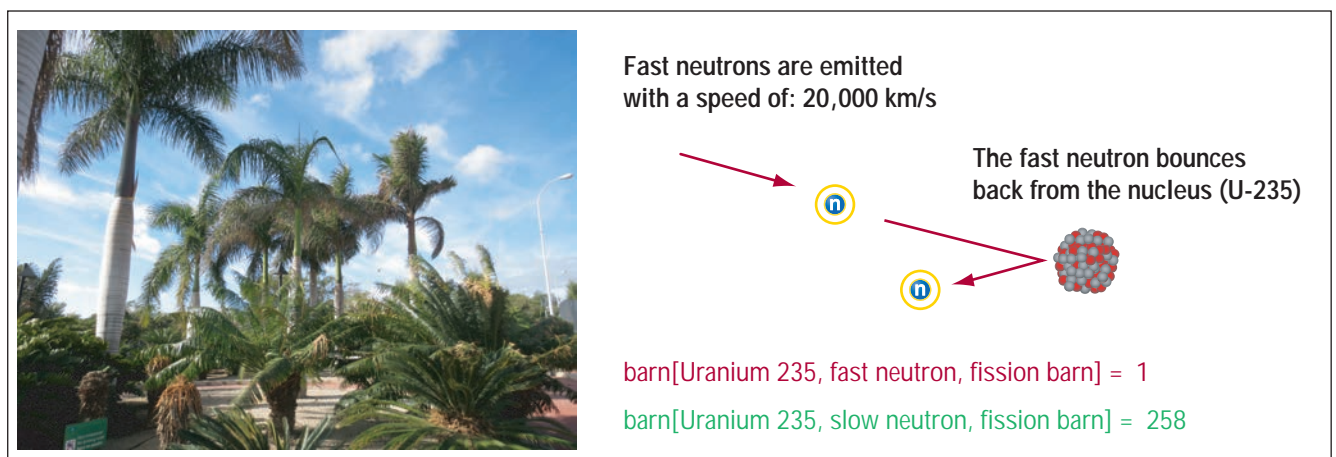 Fast neutrons are emitted
with a speed of: 20,000 km/s
The fast neutron bounces
back from the nucleus (U-235)
n
n
barn[Uranium 235, fast neutron, fission barn] = 1
barn[Uranium 235, slow neutron, fission barn] = 258